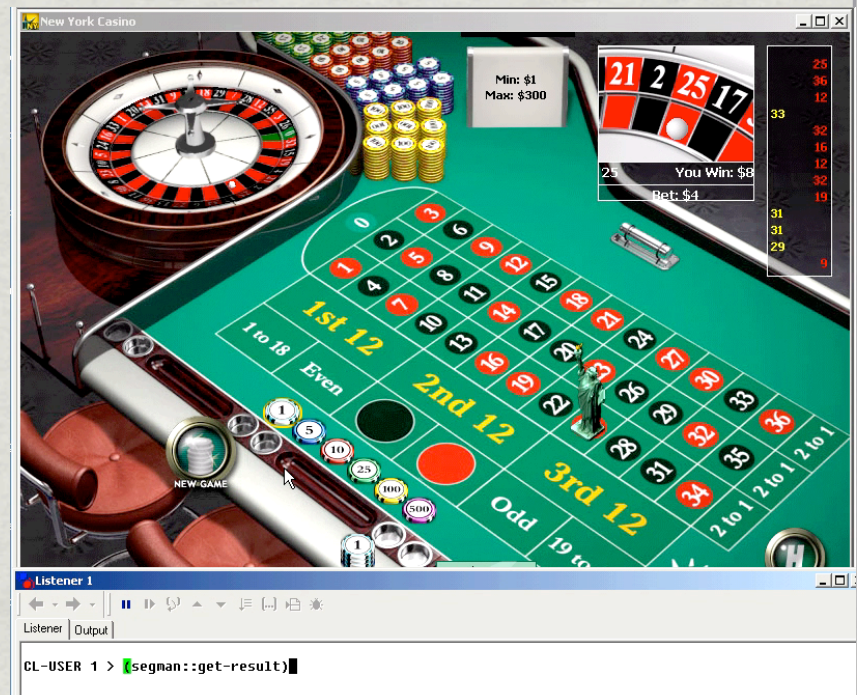 New York Casino
Min: $1
Max: $300
21 2 25 17
25 You Win: $8
Bet: $4
25
36
12
33
32
16
12
32
19
31
31
29
9
0
3 6 9 12 15 18 21 24 27 30 33 36
2 5 8 11 14 17 20 23 26 29 32 35
1 4 7 10 13 16 19 22 28 31 34
2 to 1 2 to 1 2 to 1
1st 12 2nd 12 3rd 12
1 to 18 Even Odd 19 to
1 5 10 25 100 500
NEW GAME
1
Listener 1
Listener Output
CL-USER 1 > (segman::get-result)